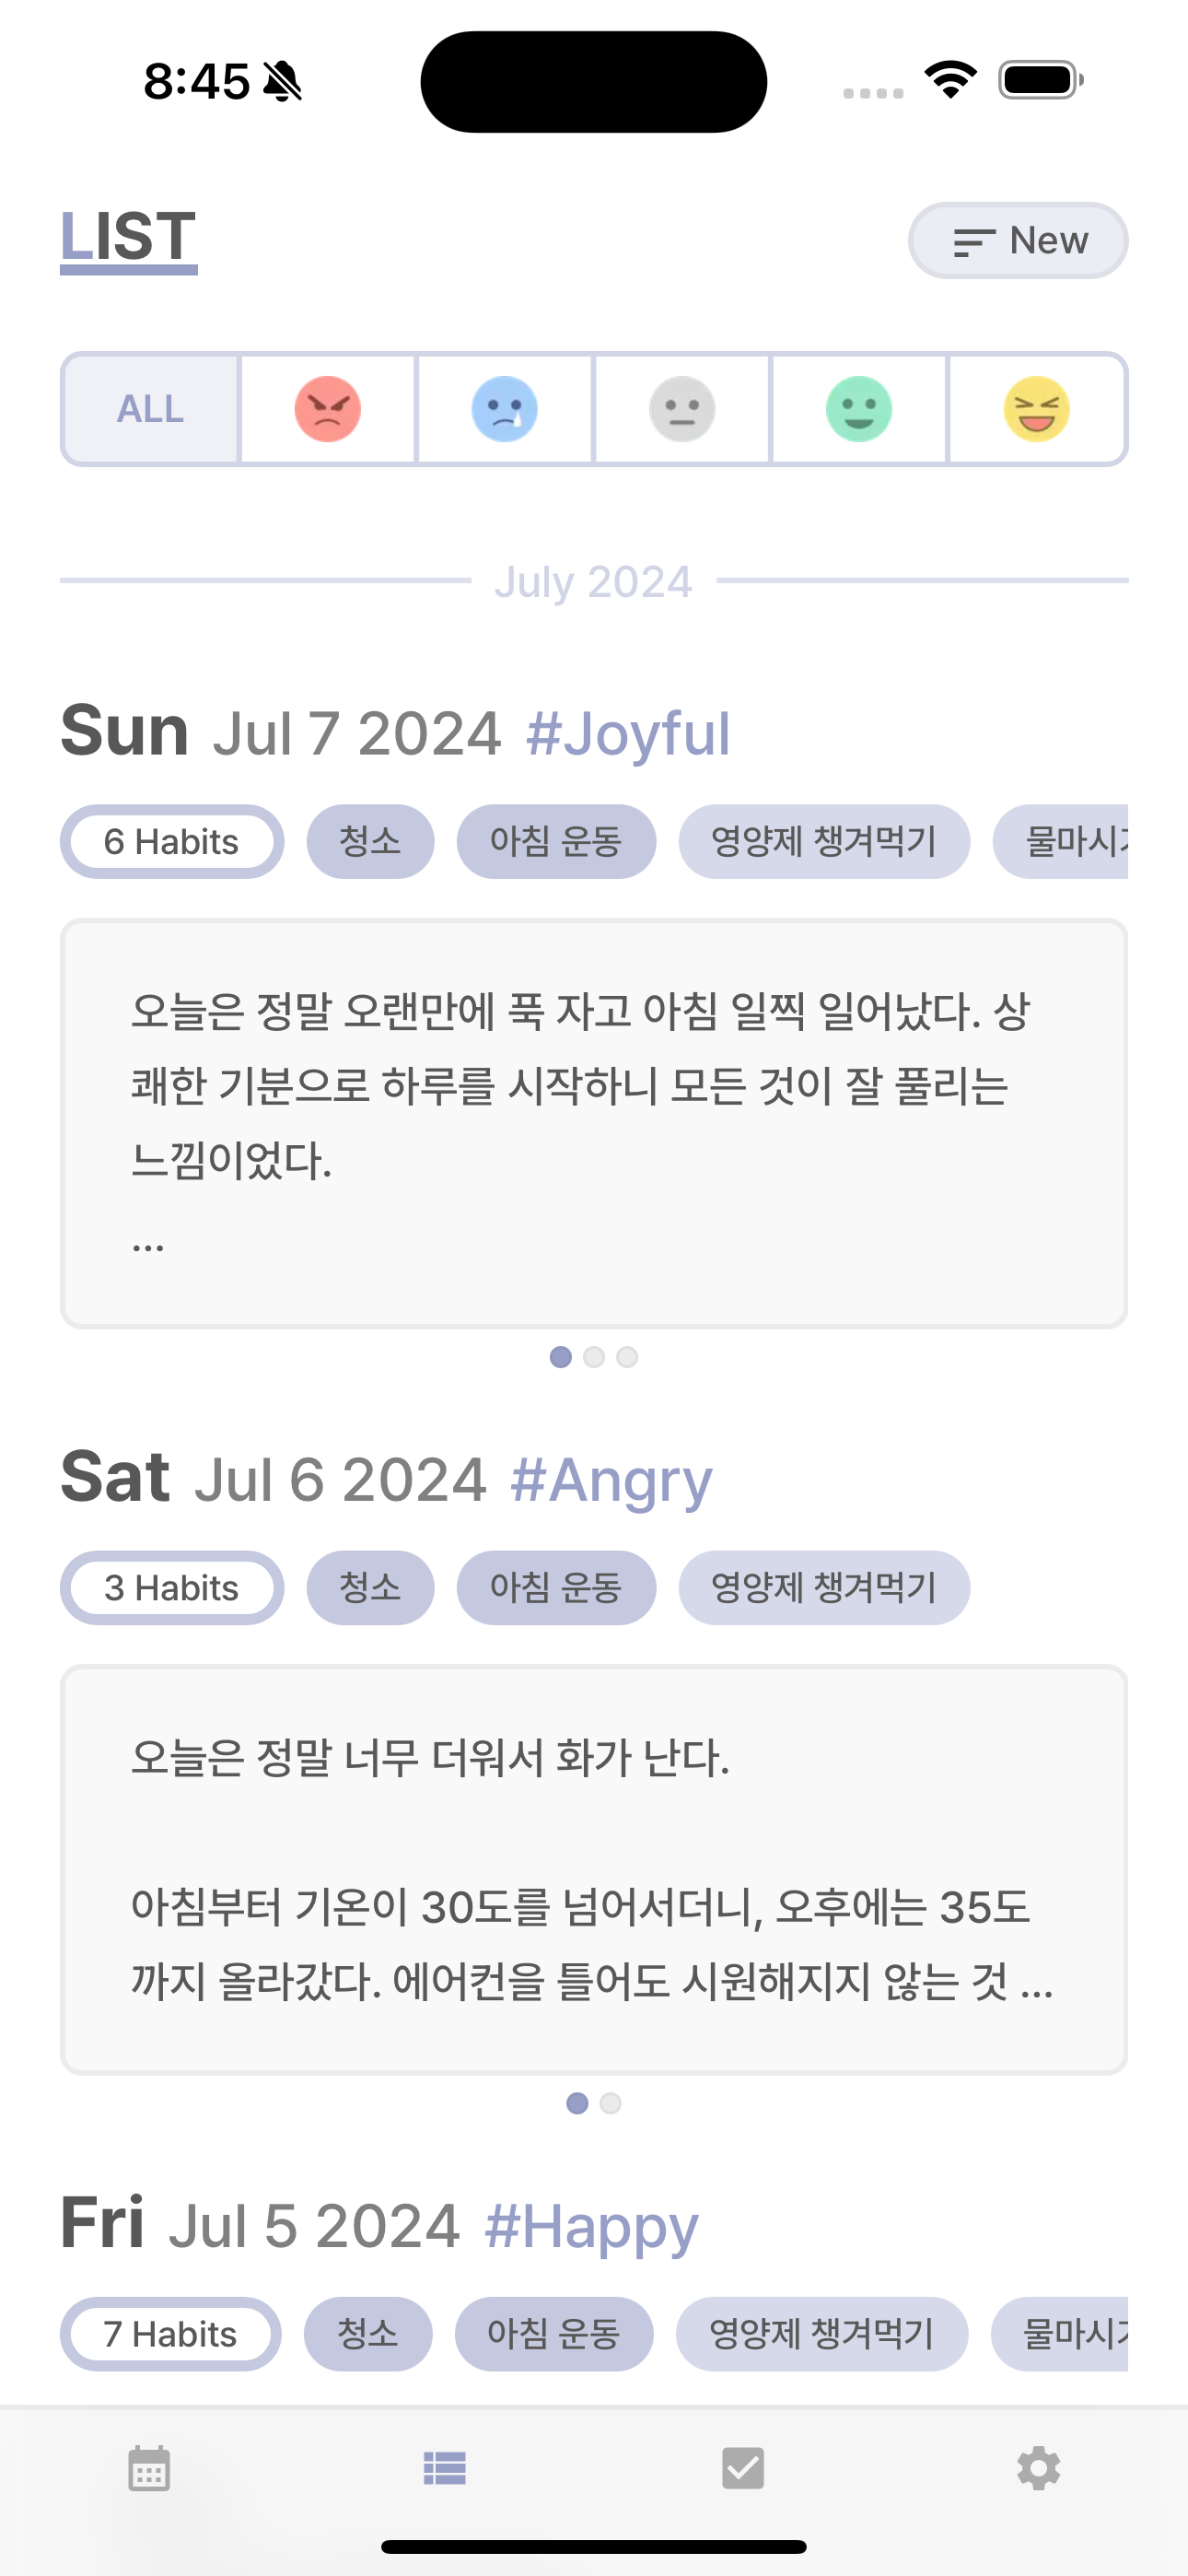 8:45
LIST
New
ALL
July 2024
Sun Jul 7 2024 #Joyful
6 Habits 청소 아침 운동 영양제 챙겨먹기 물마시기
오늘은 정말 오랜만에 푹 자고 아침 일찍 일어났다. 상
쾌한 기분으로 하루를 시작하니 모든 것이 잘 풀리는
느낌이었다.
...
Sat Jul 6 2024 #Angry
3 Habits 청소 아침 운동 영양제 챙겨먹기
오늘은 정말 너무 더워서 화가 난다.
아침부터 기온이 30도를 넘어서더니, 오후에는 35도
까지 올라갔다. 에어컨을 틀어도 시원해지지 않는 것 ...
Fri Jul 5 2024 #Happy
7 Habits 청소 아침 운동 영양제 챙겨먹기 물마시기